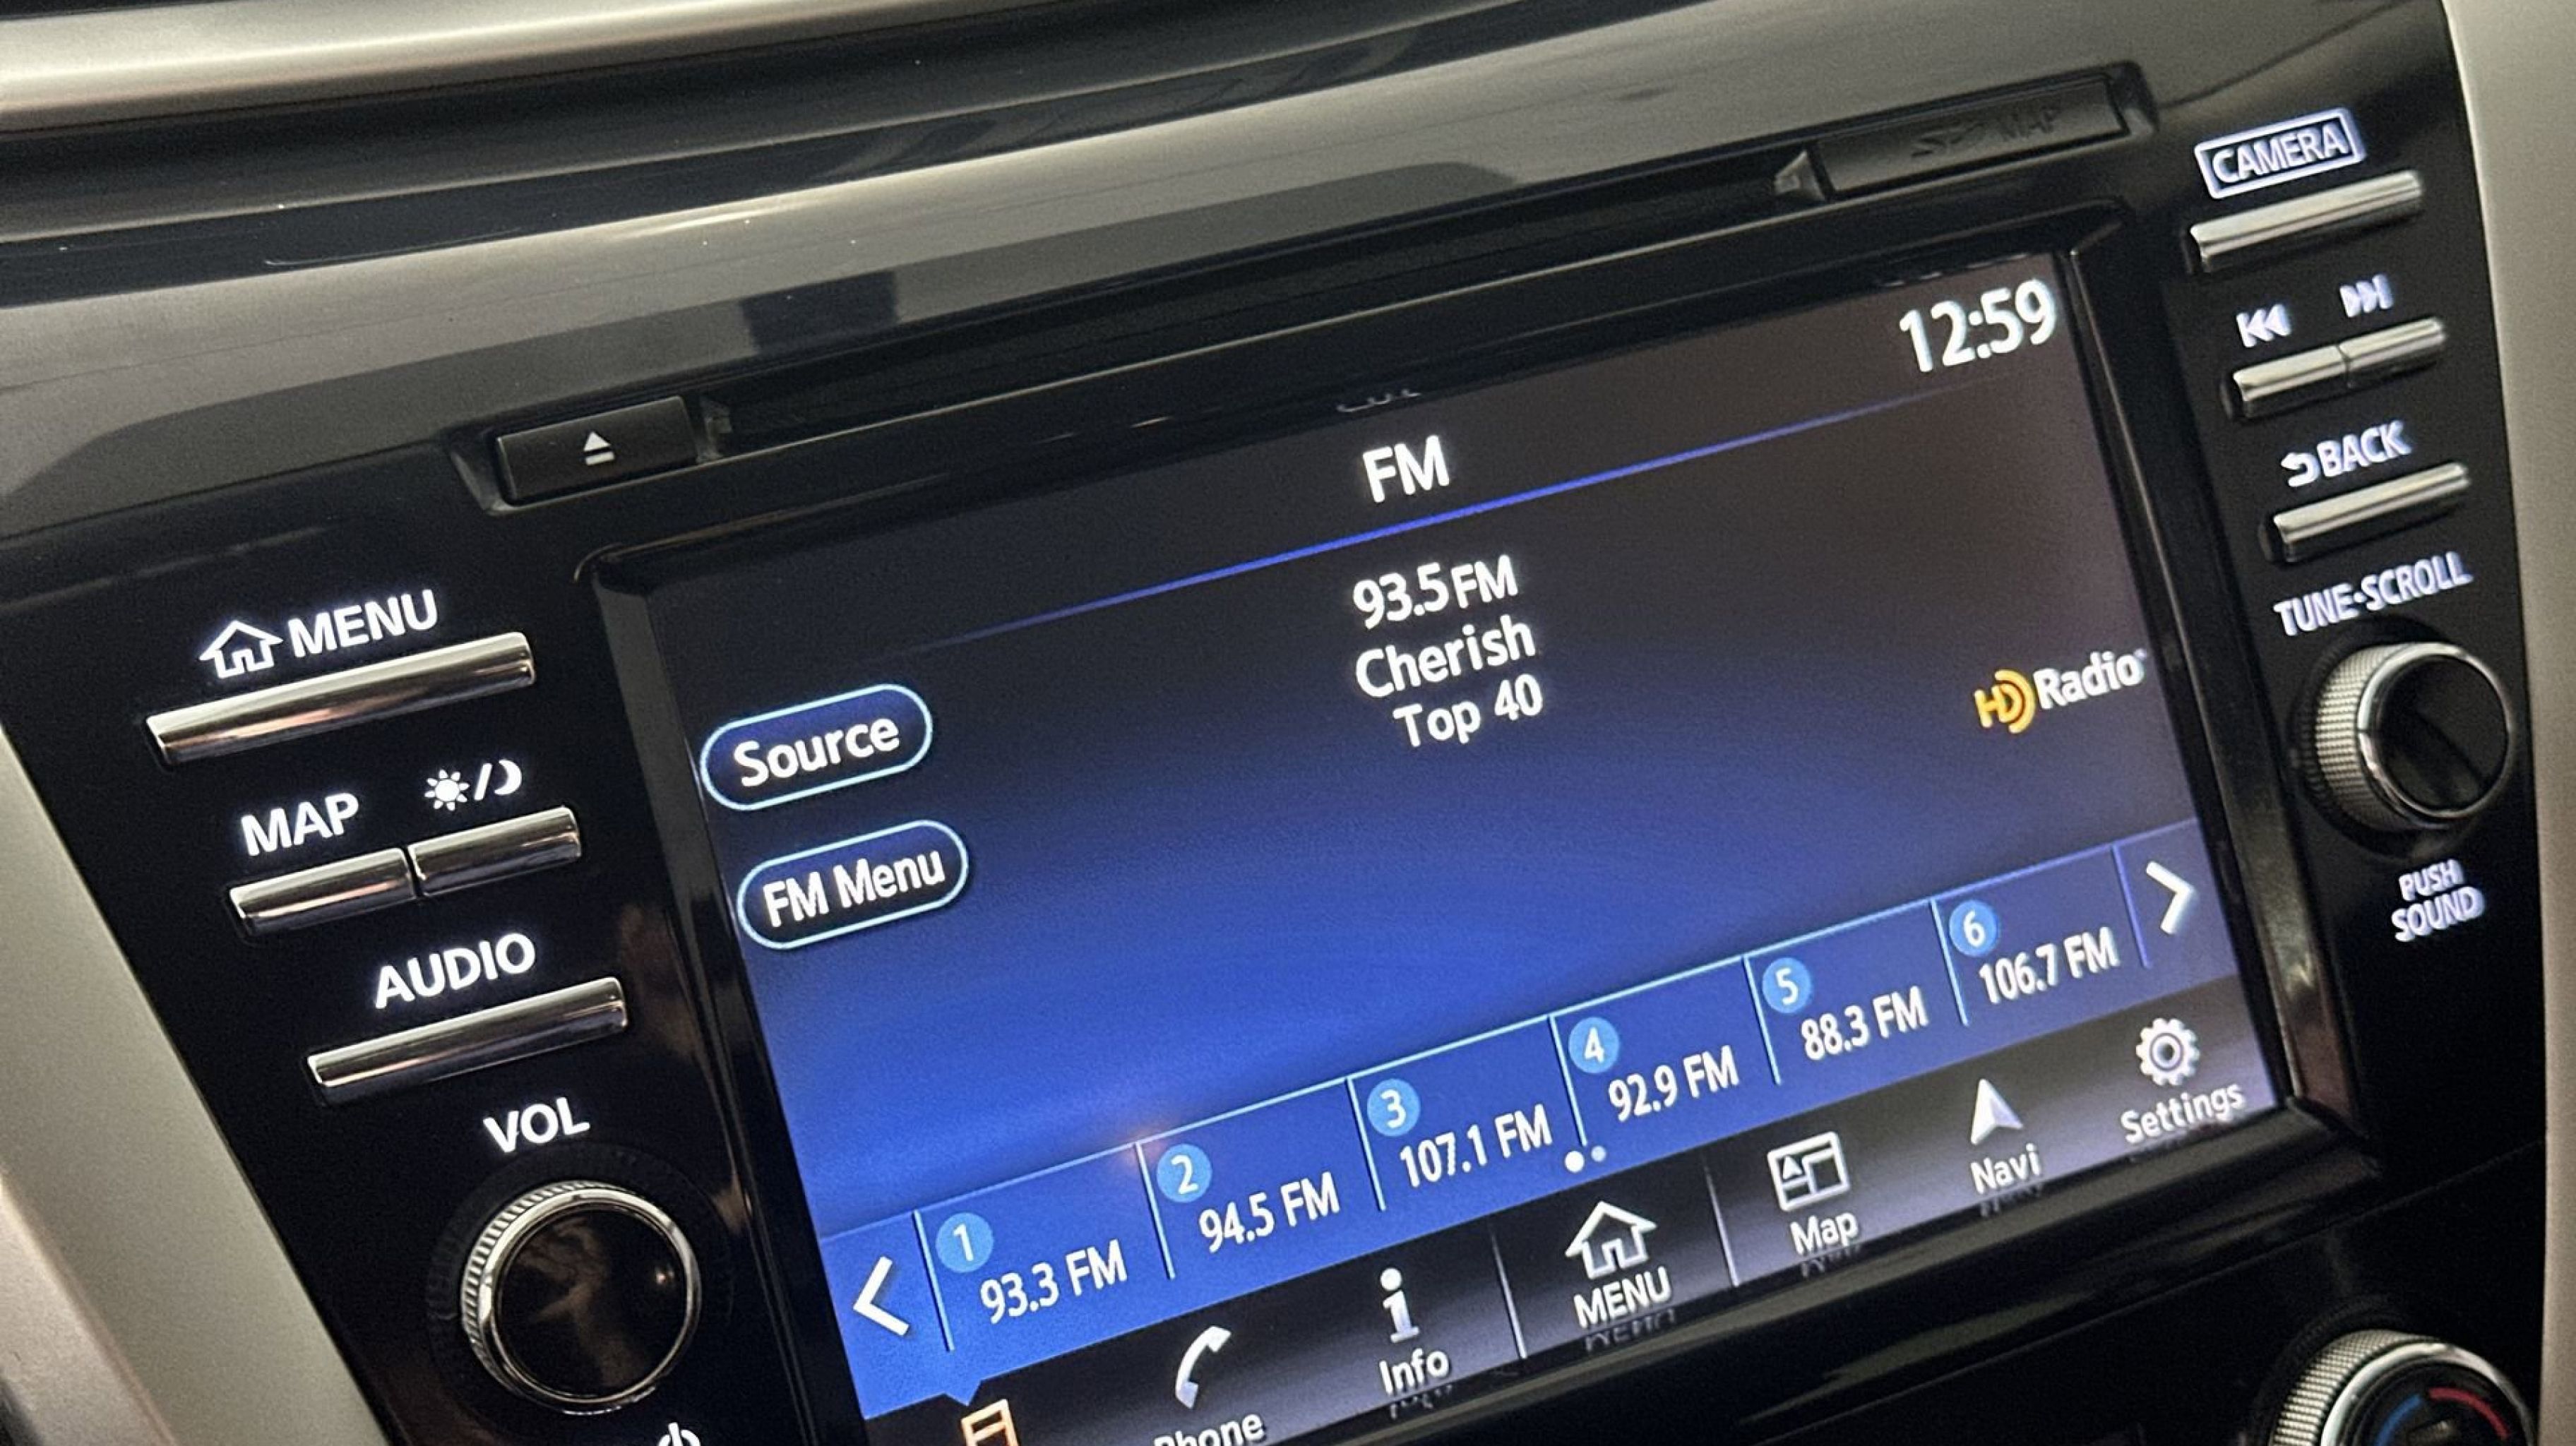 SD MAP
CAMERA
12:59
FM
BACK
93.5 FM
MENU
Cherish
TUNE•SCROLL
Top 40
HD Radio
Source
MAP
FM Menu
PUSH
SOUND
AUDIO
1 93.3 FM
2 94.5 FM
3 107.1 FM
4 92.9 FM
5 88.3 FM
6 106.7 FM
VOL
Phone
Info
MENU
Map
Navi
Settings